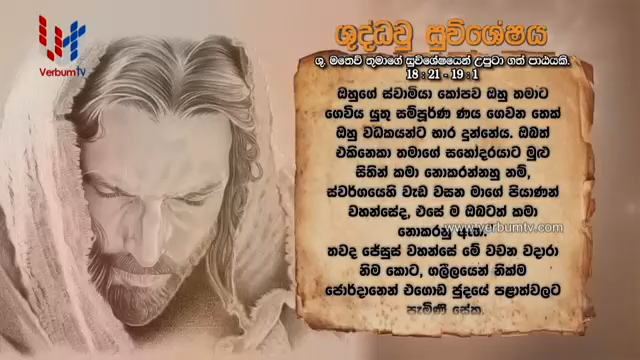 VerbumTV
ශුද්ධවූ සුවිශේෂය
ශු. මතෙව් තුමාගේ සුවිශේෂයෙන් උපුටා ගත් පාඨයකි.
18 : 21 - 19 : 1
ඔහුගේ ස්වාමියා කෝපව ඔහු තමාට
ගෙවිය යුතු සම්පූර්ණ ණය ගෙවන තෙක්
ඔහු වධකයන්ට භාර දුන්නේය. ඔබත්
එකිනෙකා තමාගේ සහෝදරයාට මුළු
සිතින් කමා නොකරන්නහු නම්,
ස්වර්ගයෙහි වැඩ වසන මාගේ පියාණන්
වහන්සේද, එසේ ම ඔබටත් කමා
නොකරනු ඇත.
www.verbumtv.com
තවද ජේසුස් වහන්සේ මේ වචන වදාරා
නිම කොට, ගලීලයෙන් නික්ම
ජොර්දානෙන් එගොඩ ජුදයේ පළාත්වලට
පැමිණි සේක.